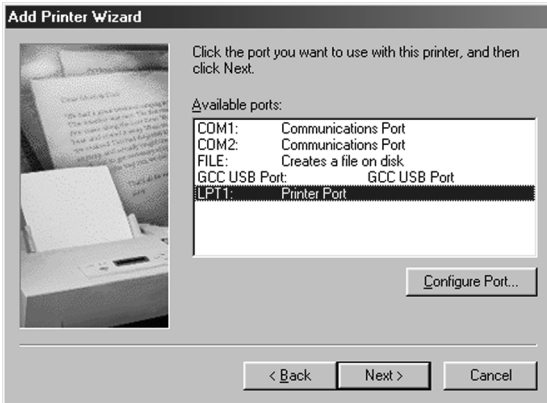 Add Printer Wizard
Click the port you want to use with this printer, and then
click Next.
Available ports:
COM1: Communications Port
COM2: Communications Port
FILE: Creates a file on disk
GCC USB Port: GCC USB Port
LPT1: Printer Port
Configure Port...
< Back Next > Cancel